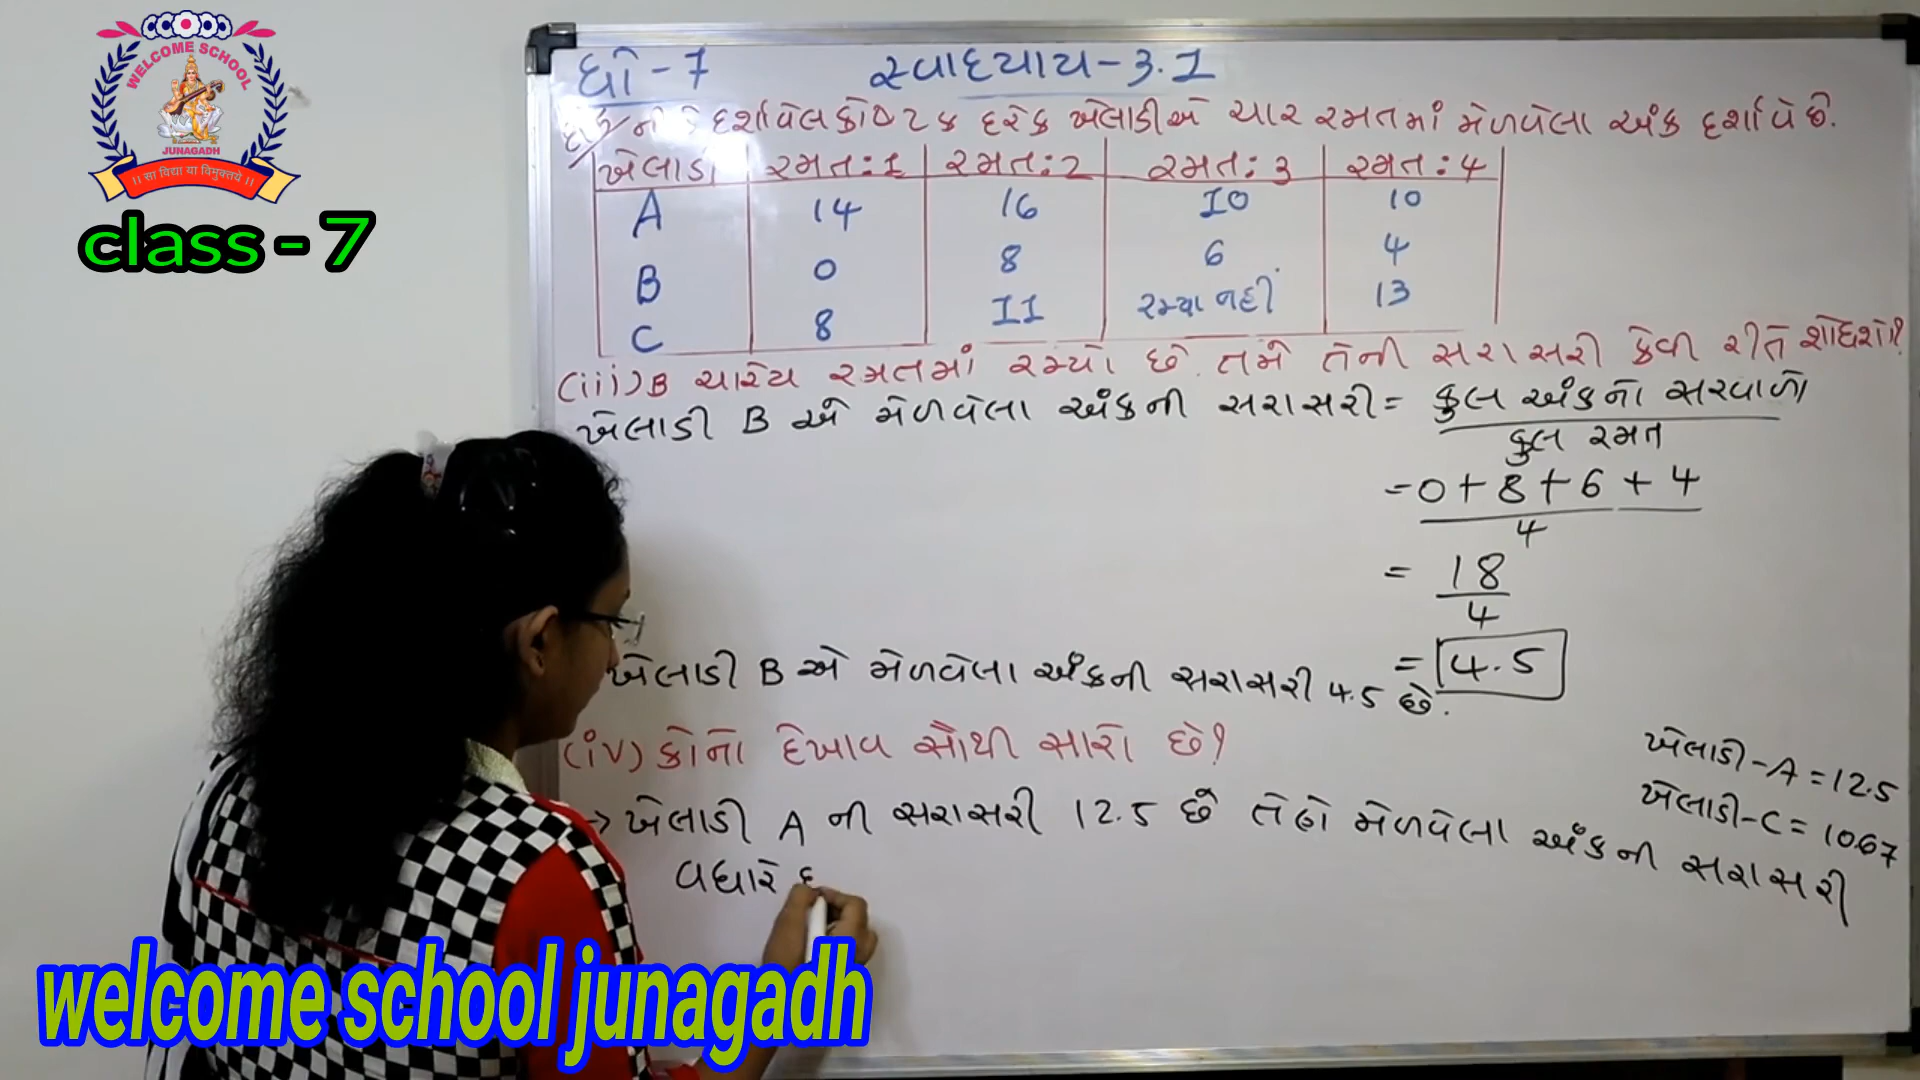 WELCOME SCHOOL
JUNAGADH
।। सा विद्या या विमुक्तये ।।
class - 7
ધો - 7 સ્વાધ્યાય - 3.1
દર્શાવેલ કોષ્ટક દરેક ખેલાડીએ ચાર રમતમાં મેળવેલા અંક દર્શાવે છે.
ખેલાડી રમત:1 રમત:2 રમત:3 રમત:4
A 14 16 10 10
B 0 8 6 4
C 8 11 રમ્યા નહી 13
(iii) B ચારેય રમતમાં રમ્યો છે. તમે તેની સરાસરી કેવી રીતે શોધશો?
ખેલાડી B એ મેળવેલા અંકની સરાસરી = કુલ અંકનો સરવાળો
કુલ રમત
= 0 + 8 + 6 + 4
4
= 18
4
= 4.5
ખેલાડી B એ મેળવેલા અંકની સરાસરી 4.5 છે.
(iv) કોનો દેખાવ સૌથી સારો છે?
ખેલાડી - A = 12.5
ખેલાડી - C = 10.67
→ ખેલાડી A ની સરાસરી 12.5 છે તેણે મેળવેલા અંકની સરાસરી
વધારે
welcome school junagadh